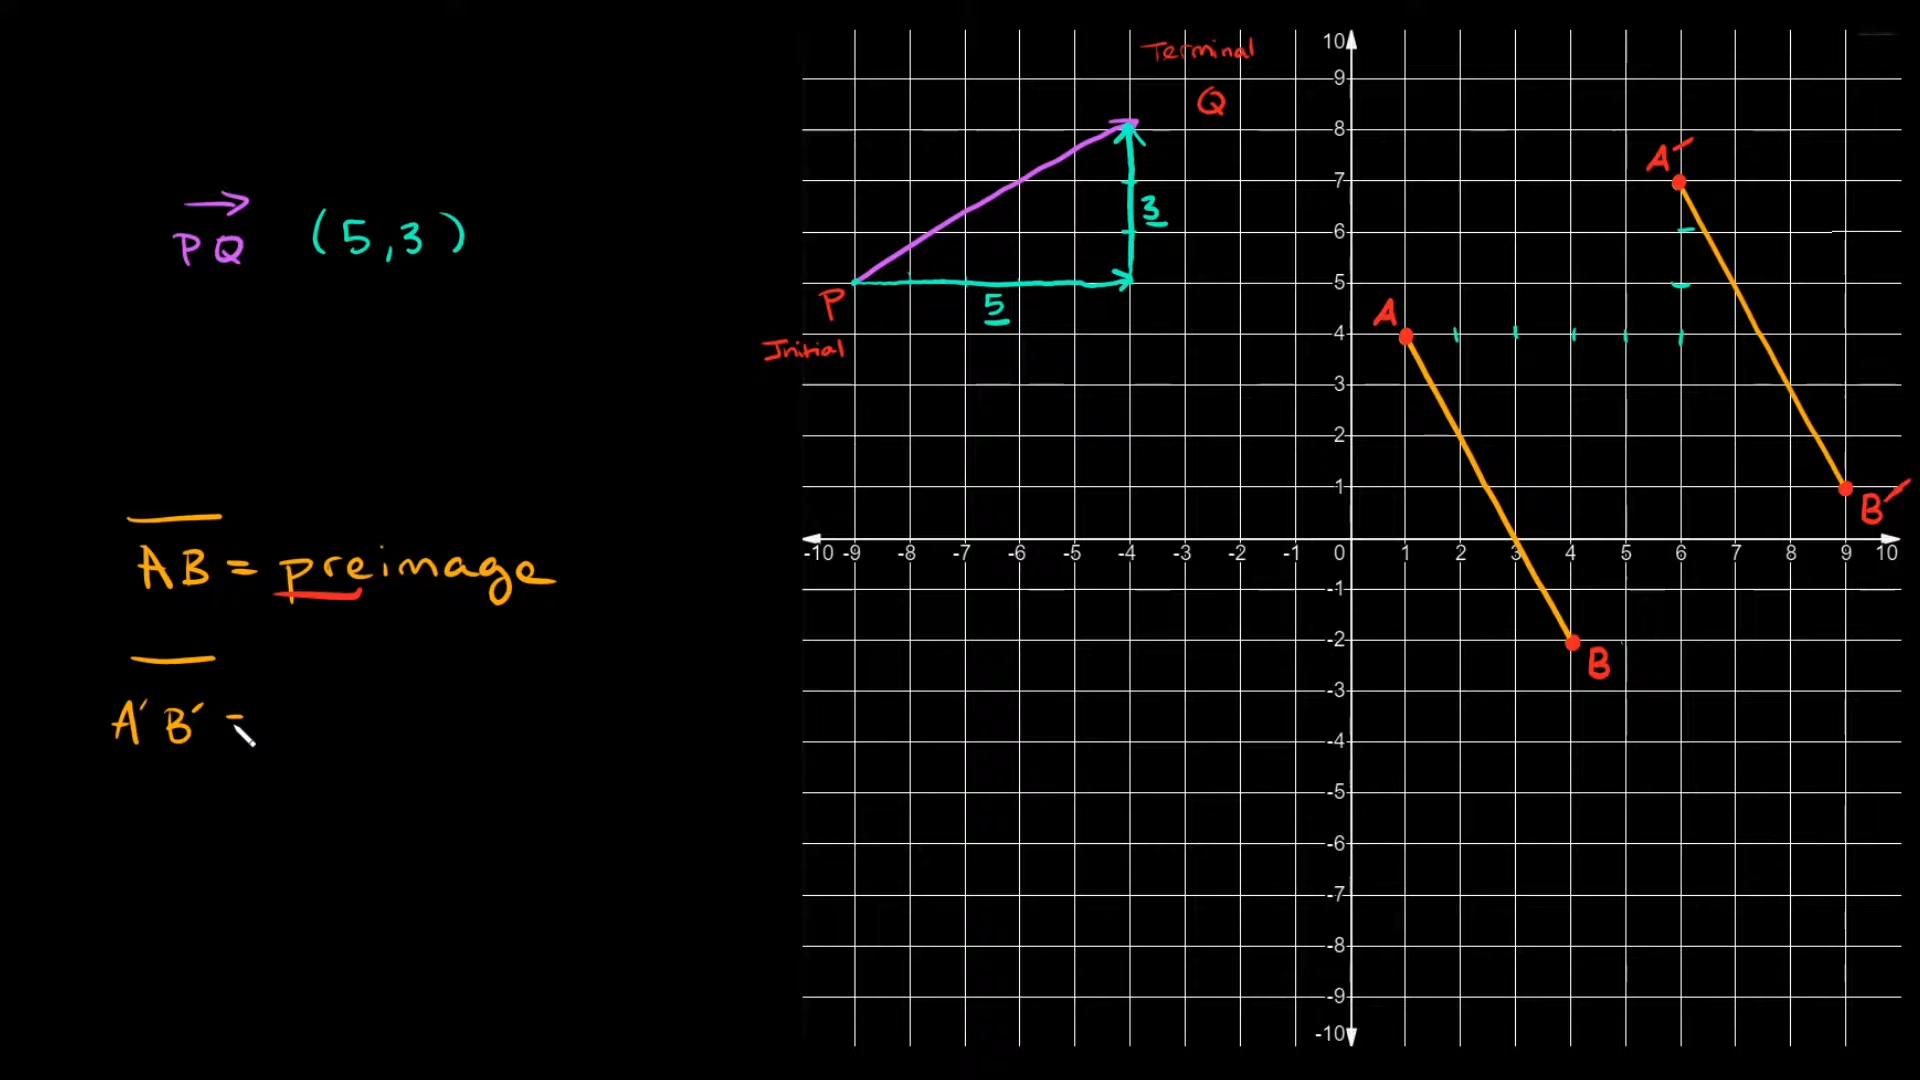 PQ (5,3)
AB = preimage
A′ B′ =
Terminal
Q
P
Initial
5
3
A
B
A′
B′
10
9
8
7
6
5
4
3
2
1
-10 -9 -8 -7 -6 -5 -4 -3 -2 -1 0 1 2 3 4 5 6 7 8 9 10
-1
-2
-3
-4
-5
-6
-7
-8
-9
-10